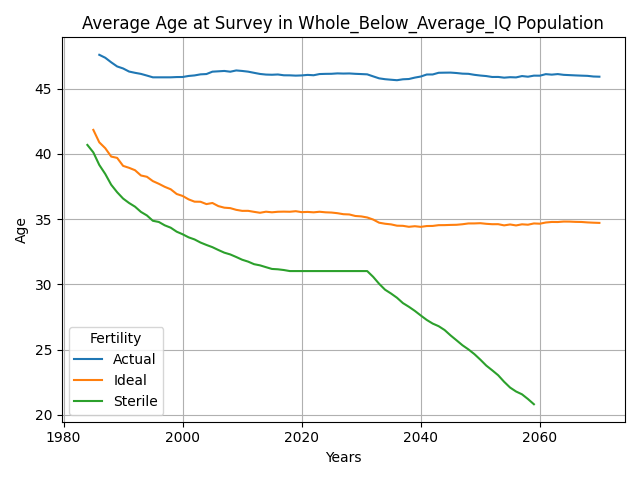 Average Age at Survey in Whole_Below_Average_IQ Population
Age
45
40
35
30
25
20
Fertility
Actual
Ideal
Sterile
1980
2000
2020
2040
2060
Years